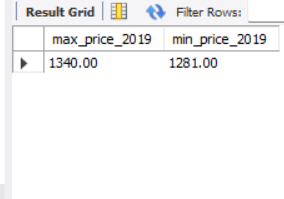 Result Grid Filter Rows:
max_price_2019 min_price_2019
1340.00 1281.00